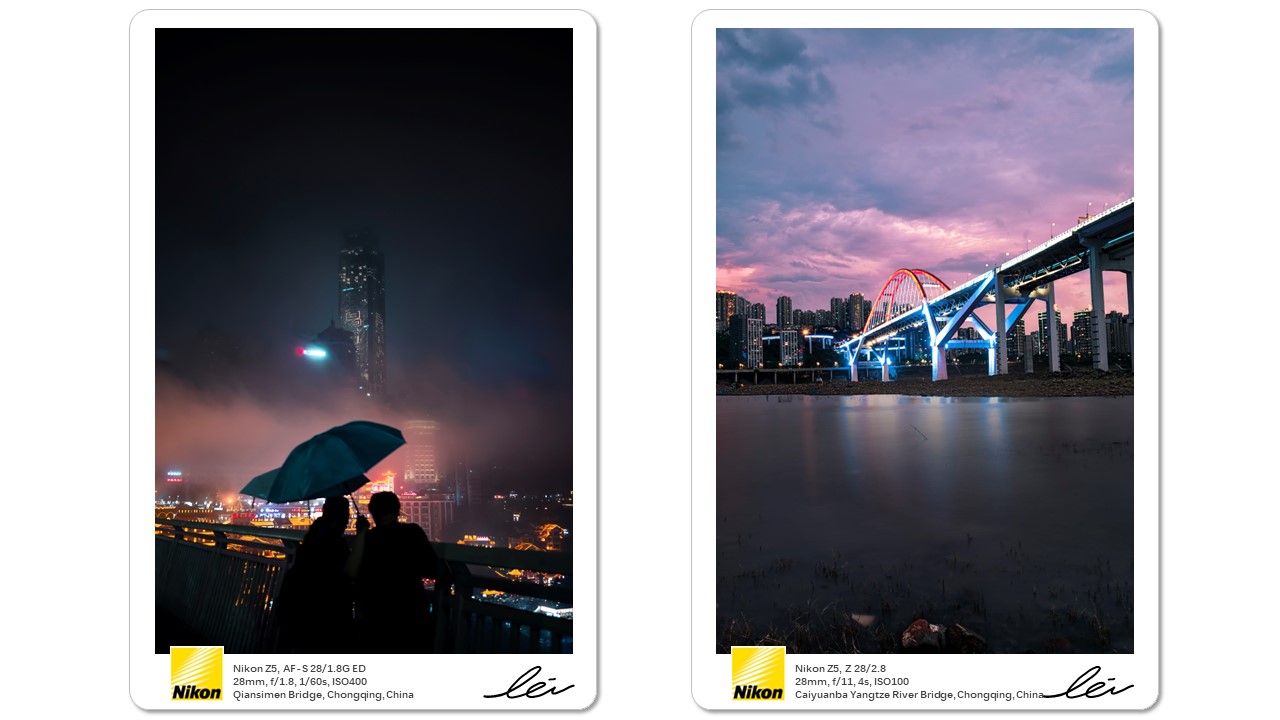 Nikon
Nikon Z5, AF-S 28/1.8G ED
28mm, f/1.8, 1/60s, ISO400
Qiansimen Bridge, Chongqing, China
lei
Nikon
Nikon Z5, Z 28/2.8
28mm, f/11, 4s, ISO100
Caiyuanba Yangtze River Bridge, Chongqing, China
lei